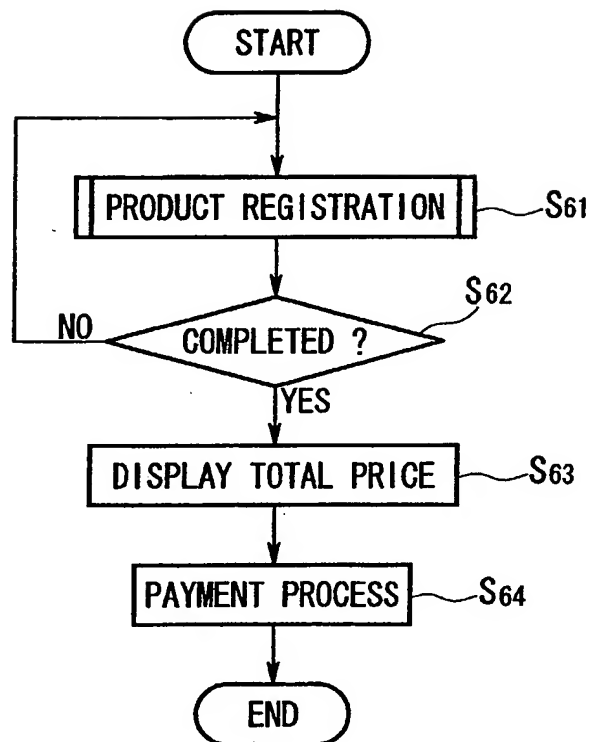 START
PRODUCT REGISTRATION
S61
S62
NO
COMPLETED ?
YES
DISPLAY TOTAL PRICE
S63
PAYMENT PROCESS
S64
END